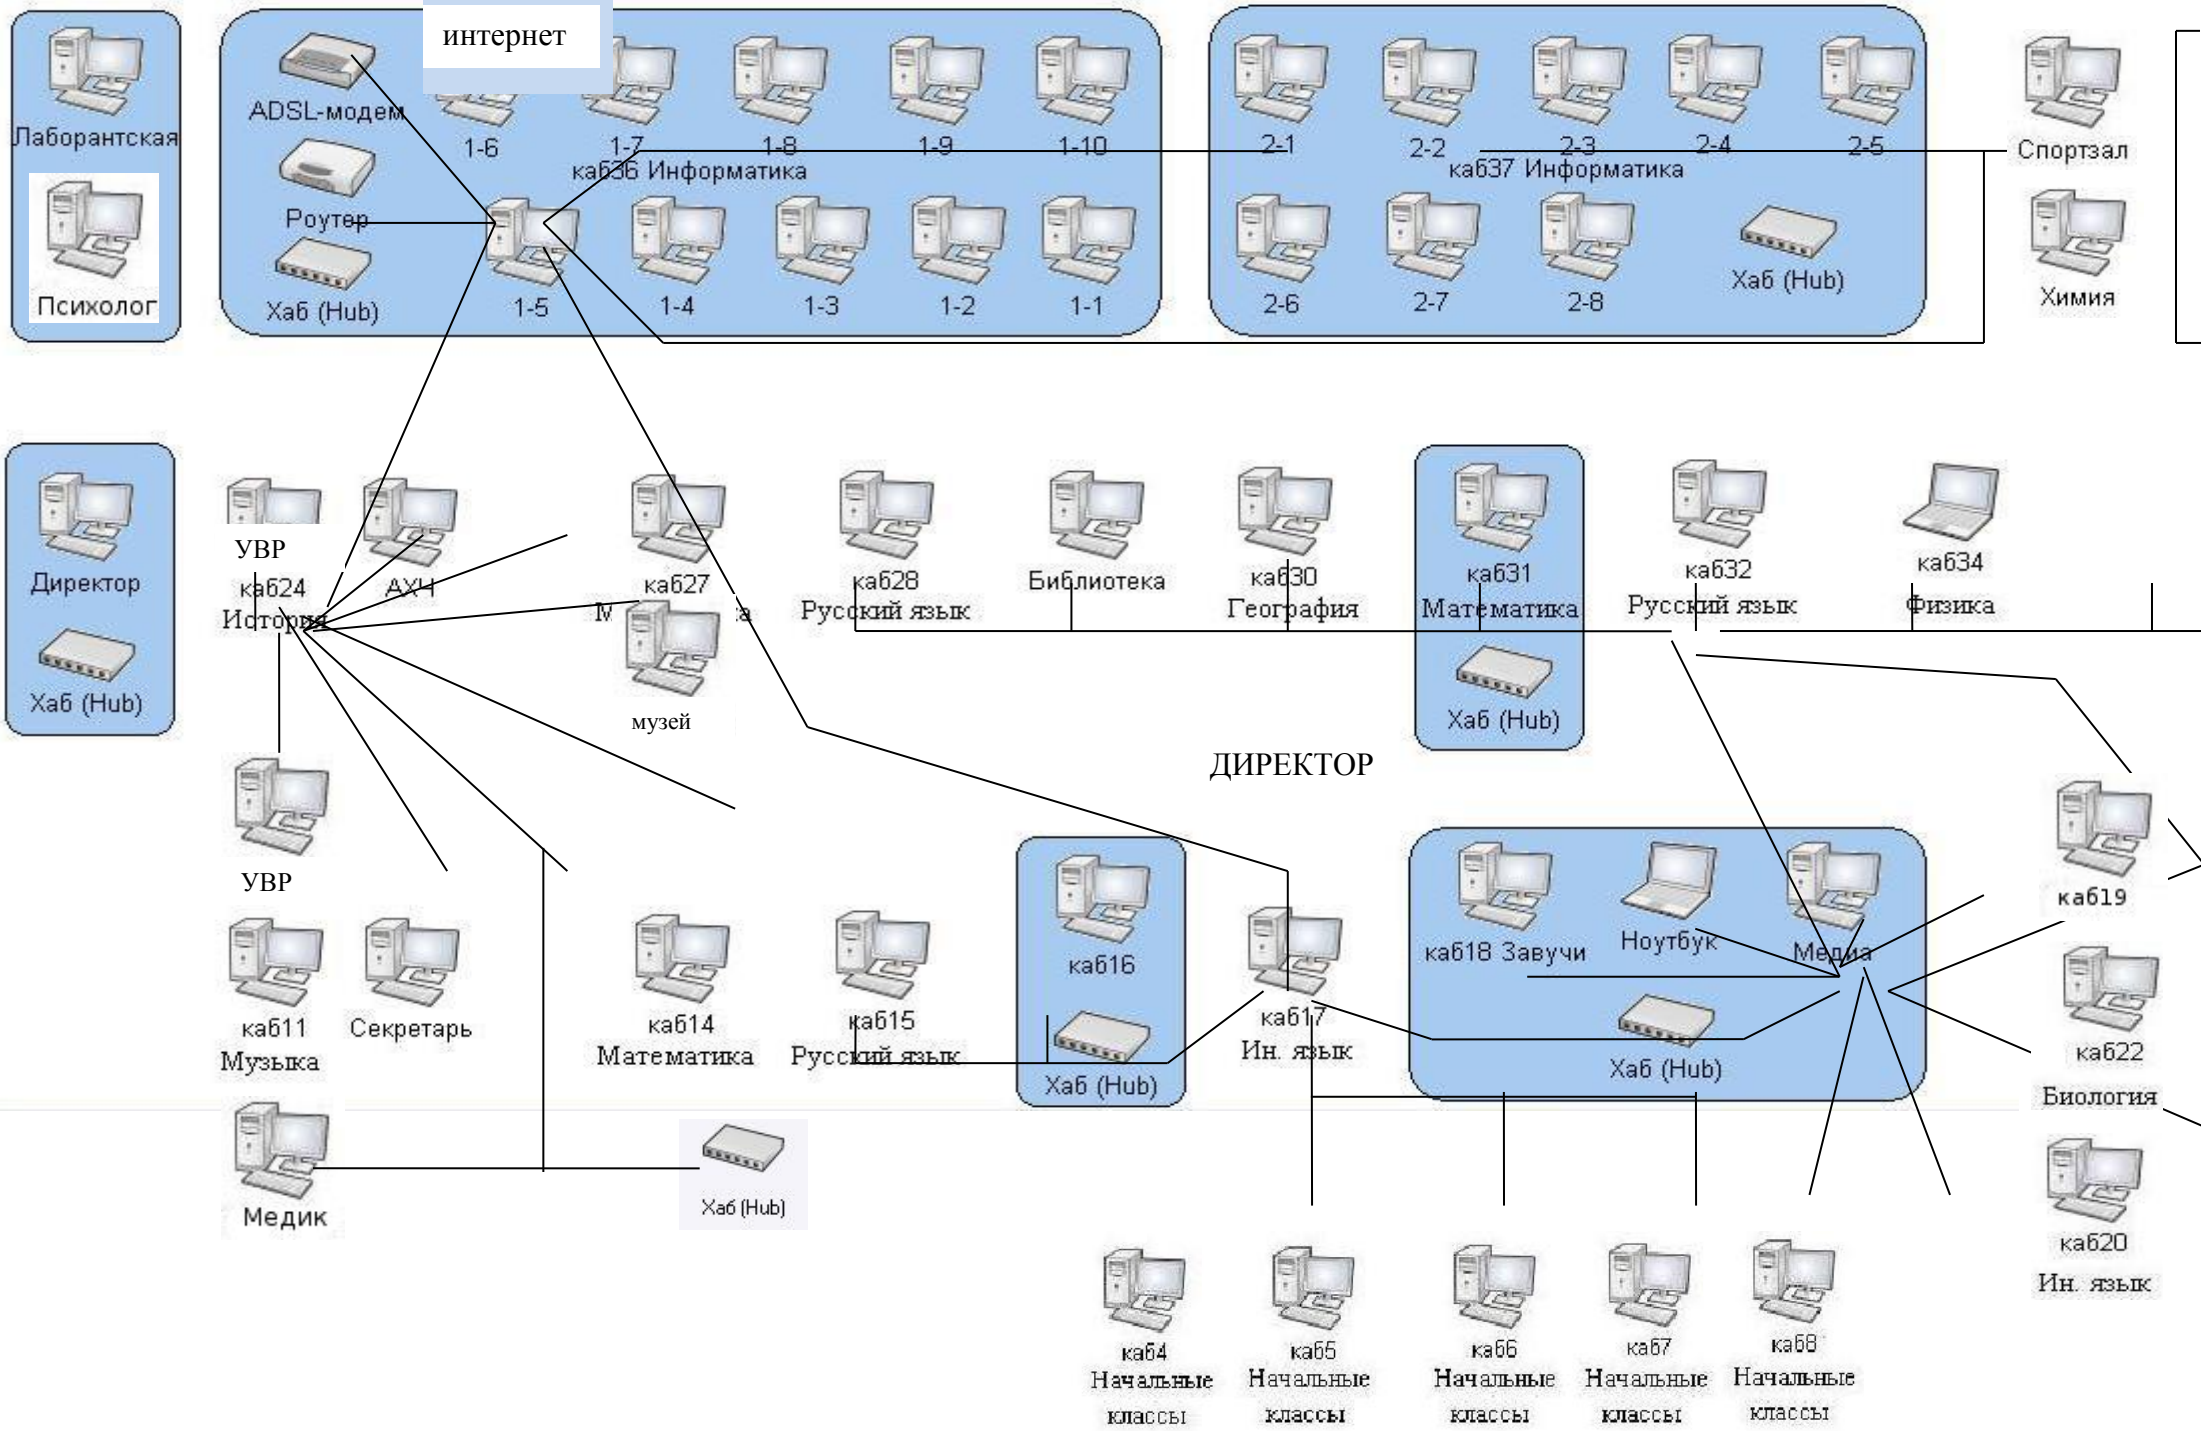 интернет
Лаборантская
Психолог
ADSL-модем
Роутер
Хаб (Hub)
1-6
1-7
1-8
1-9
1-10
каб36 Информатика
1-5
1-4
1-3
1-2
1-1
2-1
2-2
2-3
2-4
2-5
каб37 Информатика
2-6
2-7
2-8
Хаб (Hub)
Спортзал
Химия
Директор
Хаб (Hub)
УВР
каб24
История
АХЧ
каб27
музей
каб28
Русский язык
Библиотека
каб30
География
каб31
Математика
Хаб (Hub)
каб32
Русский язык
каб34
Физика
ДИРЕКТОР
УВР
каб11
Музыка
Секретарь
каб14
Математика
каб15
Русский язык
каб16
Хаб (Hub)
каб17
Ин. язык
каб18 Завучи
Ноутбук
Медиа
Хаб (Hub)
каб19
каб22
Биология
каб20
Ин. язык
Медик
Хаб (Hub)
каб4
Начальные
классы
каб5
Начальные
классы
каб6
Начальные
классы
каб7
Начальные
классы
каб8
Начальные
классы